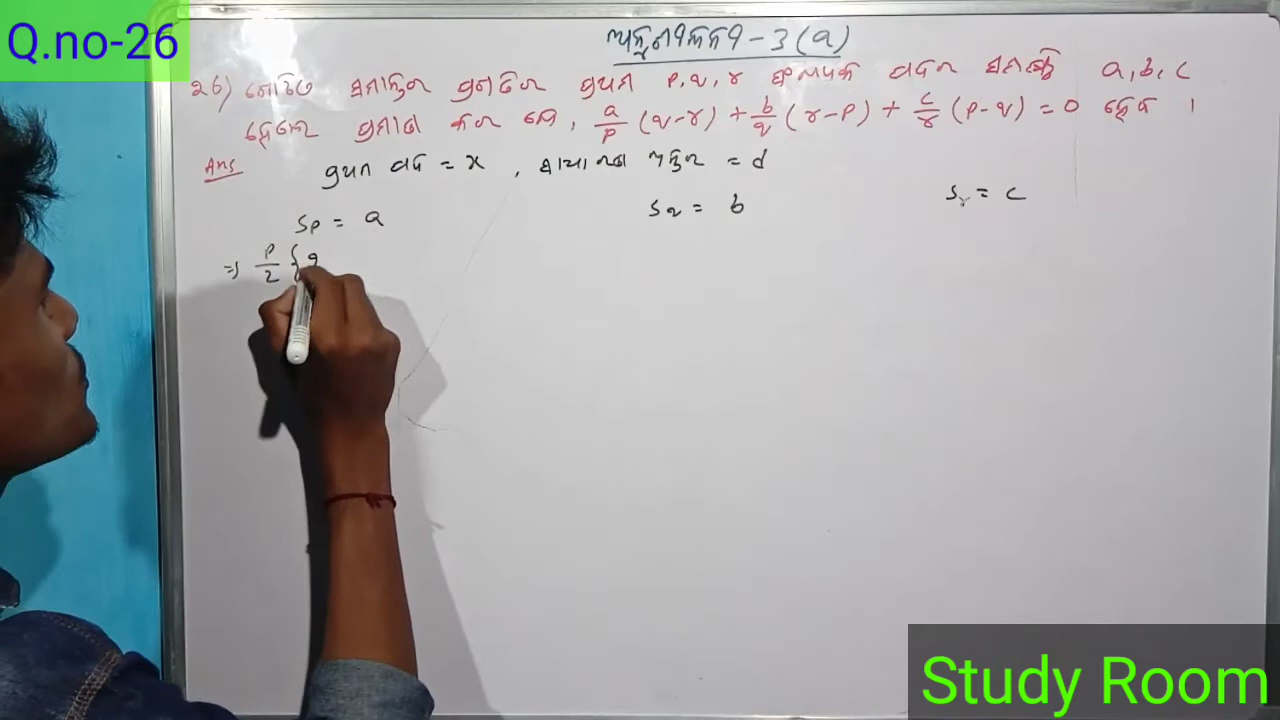 Q.no-26
ଅନୁଶୀଳନୀ - 3(a)
26) ଗୋଟିଏ ସମାନ୍ତର ପ୍ରଗତିର ପ୍ରଥମ P, q, r ସଂଖ୍ୟକ ପଦର ସମଷ୍ଟି a, b, c
ହେଲେ ପ୍ରମାଣ କର ଯେ, a/p (q-r) + b/q (r-p) + c/r (p-q) = 0 ହେବ ।
Ans ପ୍ରଥମ ପଦ = x , ସାଧାରଣ ଅନ୍ତର = d
Sp = a Sq = b Sr = c
=> P/2 {2
Study Room